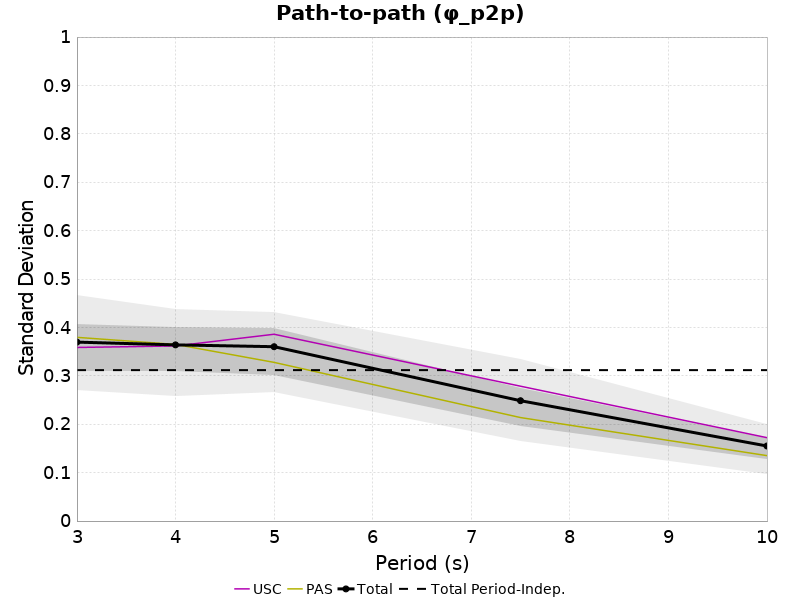 Path-to-path (φ_p2p)
1
0.9
0.8
0.7
0.6
0.5
0.4
0.3
0.2
0.1
0
Standard Deviation
3 4 5 6 7 8 9 10
Period (s)
USC PAS Total Total Period-Indep.